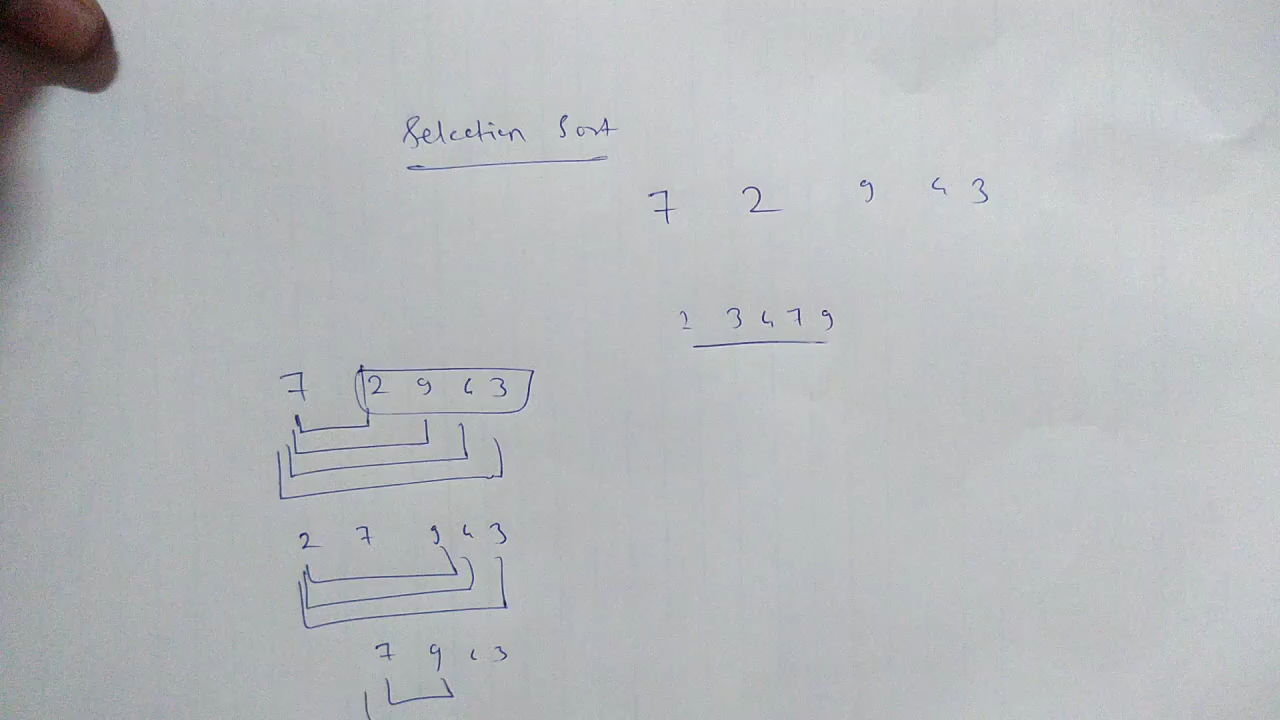 Selection Sort
7 2 9 4 3
2 3 4 7 9
7 2 9 4 3
2 7 9 4 3
7 9 4 3